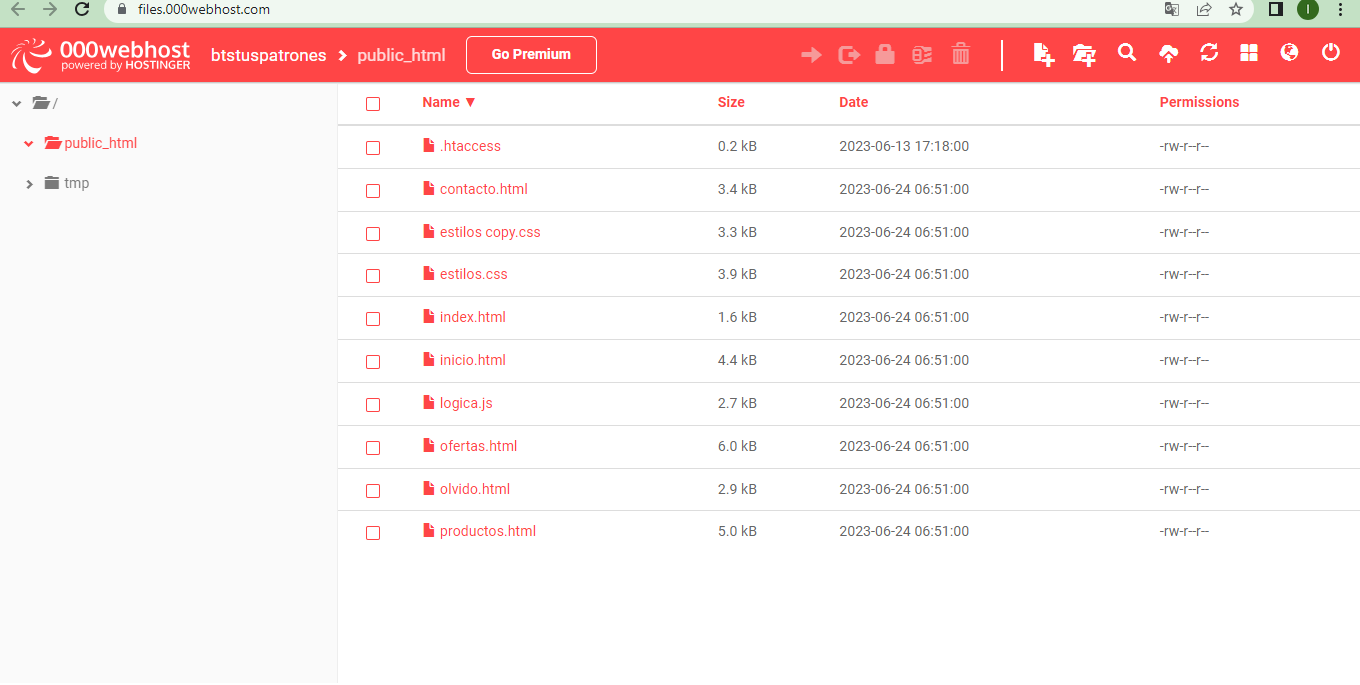 files.000webhost.com
I
000webhost
powered by HOSTINGER
btstuspatrones > public_html
Go Premium
/
public_html
tmp
Name ▼ Size Date Permissions
.htaccess 0.2 kB 2023-06-13 17:18:00 -rw-r--r--
contacto.html 3.4 kB 2023-06-24 06:51:00 -rw-r--r--
estilos copy.css 3.3 kB 2023-06-24 06:51:00 -rw-r--r--
estilos.css 3.9 kB 2023-06-24 06:51:00 -rw-r--r--
index.html 1.6 kB 2023-06-24 06:51:00 -rw-r--r--
inicio.html 4.4 kB 2023-06-24 06:51:00 -rw-r--r--
logica.js 2.7 kB 2023-06-24 06:51:00 -rw-r--r--
ofertas.html 6.0 kB 2023-06-24 06:51:00 -rw-r--r--
olvido.html 2.9 kB 2023-06-24 06:51:00 -rw-r--r--
productos.html 5.0 kB 2023-06-24 06:51:00 -rw-r--r--